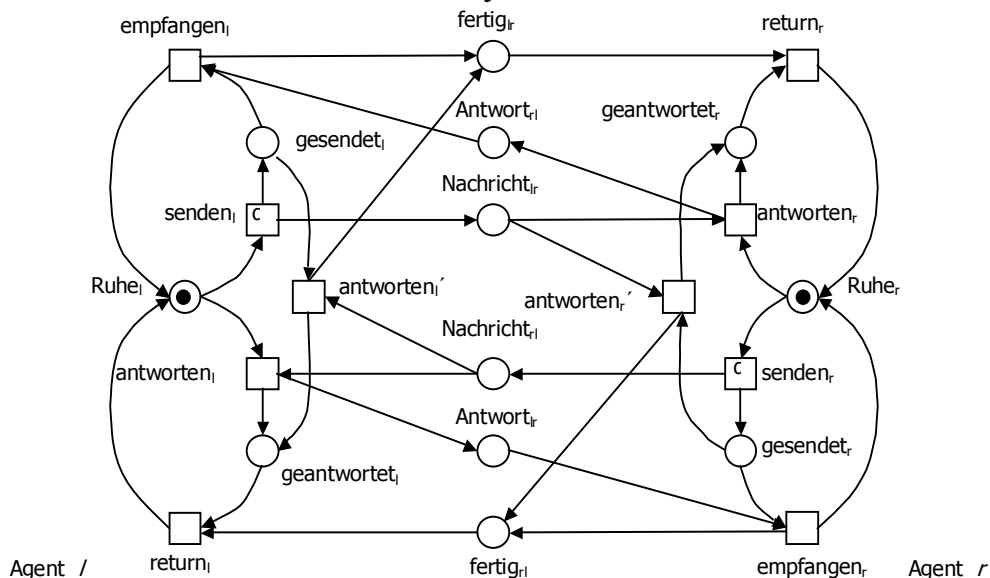 fertig_lr
empfangen_l
return_r
Antwort_rl
geantwortet_r
gesendet_l
Nachricht_lr
senden_l
C
antworten_r
Ruhe_l
antworten_l´
antworten_r´
Ruhe_r
Nachricht_rl
antworten_l
C
senden_r
Antwort_lr
gesendet_r
geantwortet_l
Agent l
return_l
fertig_rl
empfangen_r
Agent r